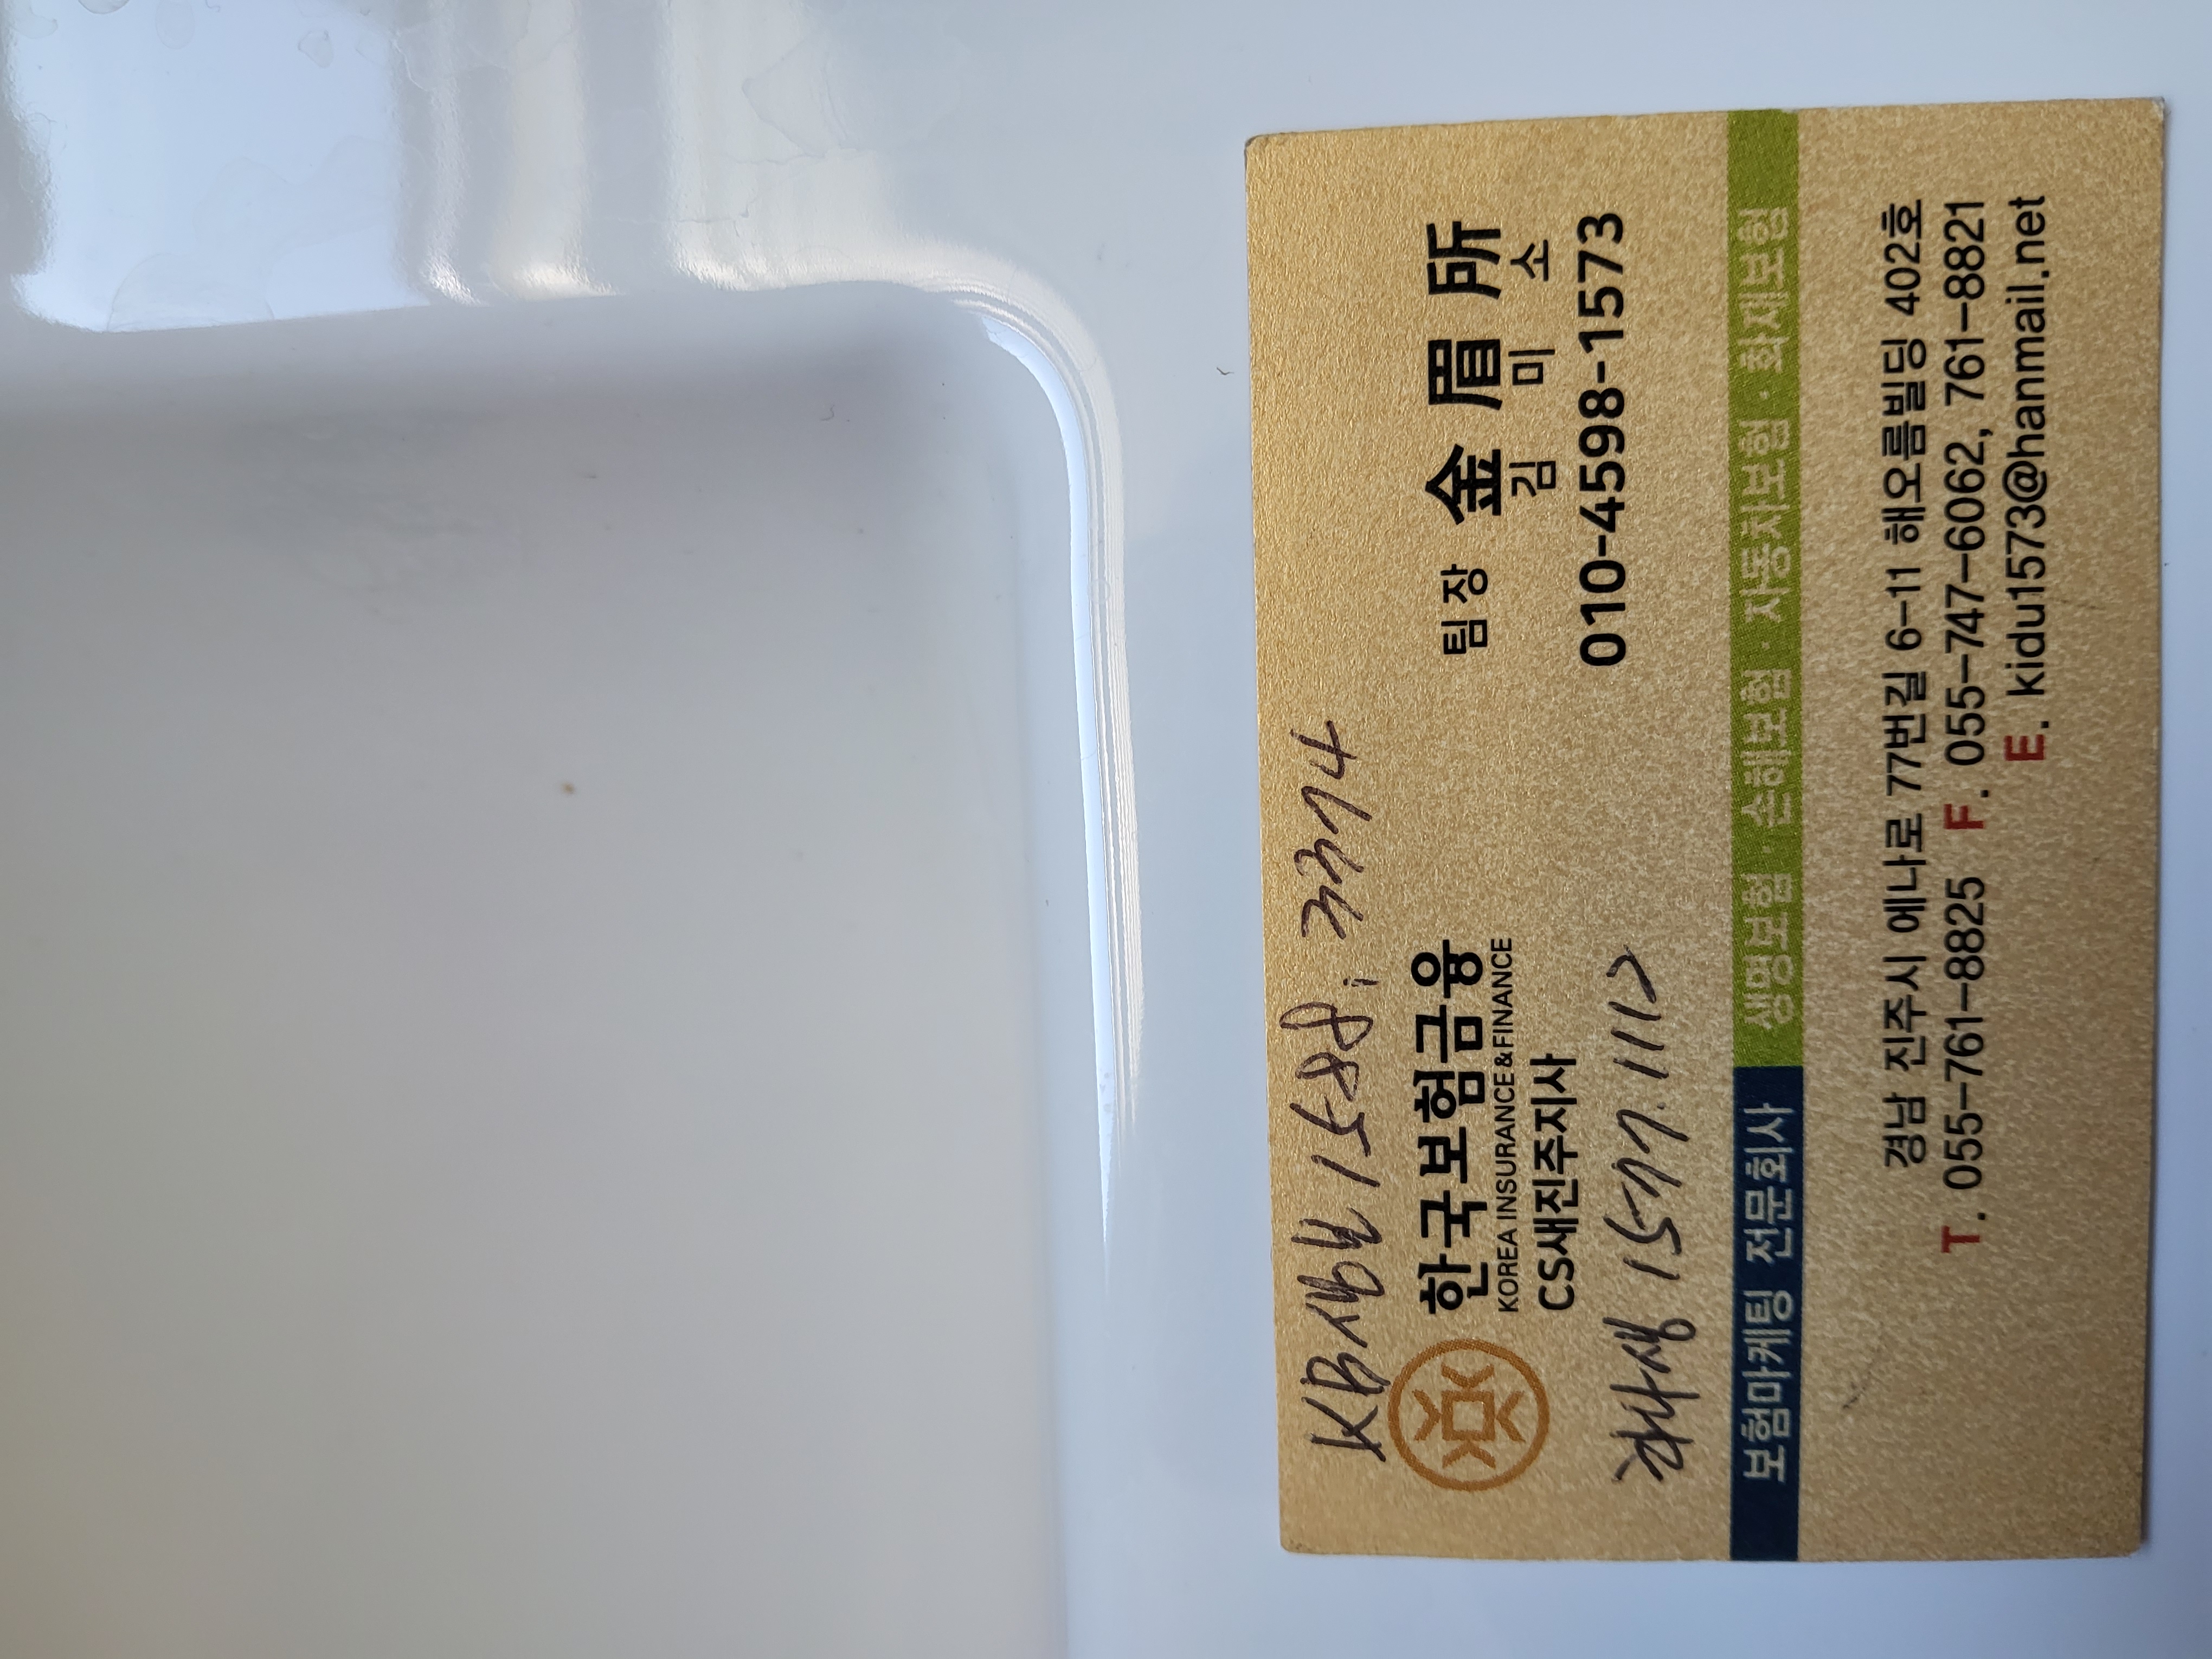 KB생보 1588: 3374
한국보험금융
KOREA INSURANCE & FINANCE
CS새진주지사
팀장 金眉所
김미소
010-4598-1573
하나생 1577.1112
보험마케팅 전문회사 생명보험 · 손해보험 · 자동차보험 · 화재보험
경남 진주시 에나로 77번길 6-11 해오름빌딩 402호
T. 055-761-8825 F. 055-747-6062, 761-8821
E. kidu1573@hanmail.net